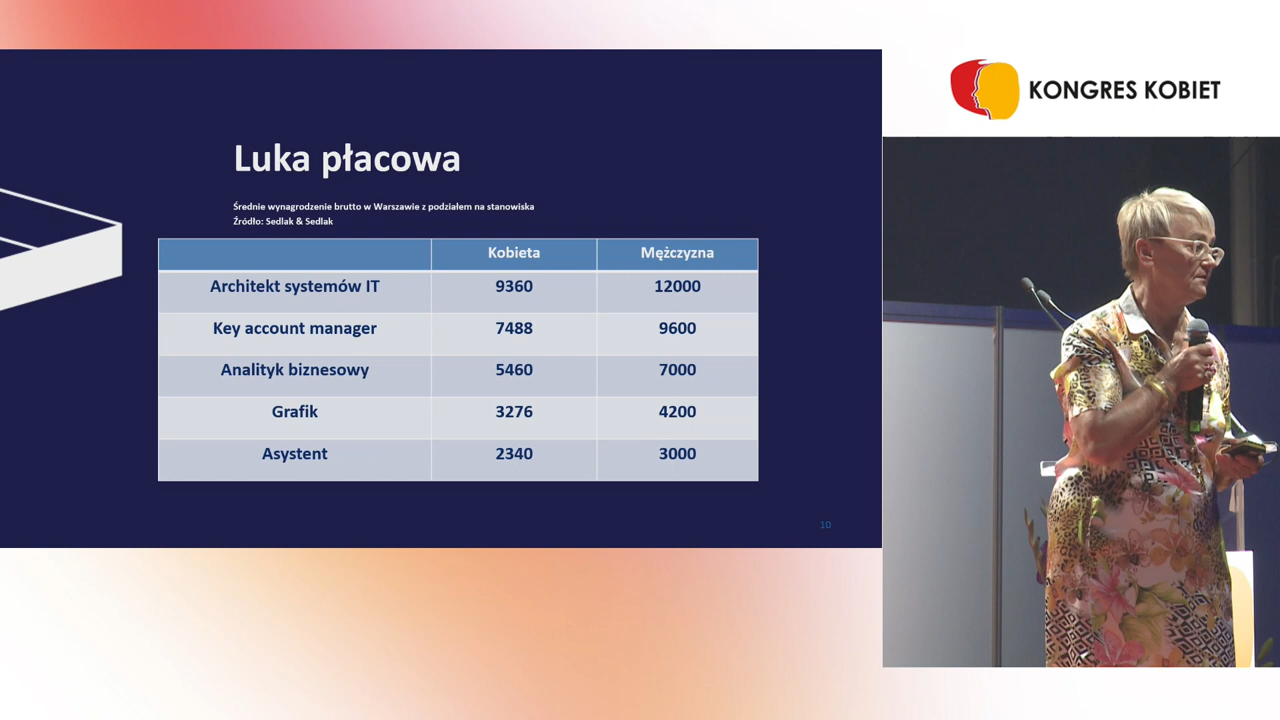 KONGRES KOBIET
Luka płacowa
Średnie wynagrodzenie brutto w Warszawie z podziałem na stanowiska
Źródło: Sedlak & Sedlak
Kobieta Mężczyzna
Architekt systemów IT 9360 12000
Key account manager 7488 9600
Analityk biznesowy 5460 7000
Grafik 3276 4200
Asystent 2340 3000
10